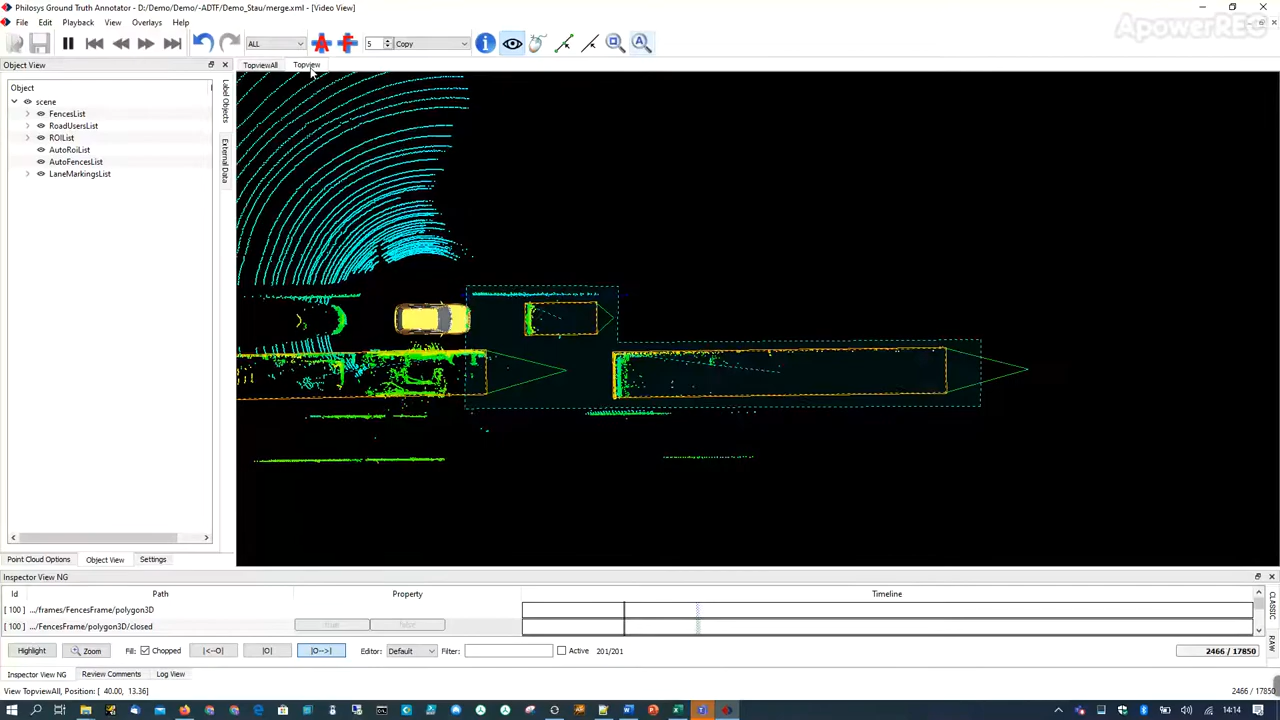 Philosys Ground Truth Annotator - D:/Demo/Demo/-ADTF/Demo_Stau/merge.xml - [Video View]
File Edit Playback View Overlays Help
ApowerREC
ALL 5 Copy
Object View
TopviewAll Topview
Object
scene
FencesList
RoadUsersList
ROIList
AutoRoiList
AutoFencesList
LaneMarkingsList
Label Objects
External Data
Point Cloud Options Object View Settings
Inspector View NG
Id Path Property Timeline
[ 100 ] .../frames/FencesFrame/polygon3D
[ 100 ] .../FencesFrame/polygon3D/closed true false
CLASSIC
RAW
Highlight Zoom Fill: Chopped |<--O| |O| |O-->| Editor: Default Filter: Active 201/201 2466 / 17850
Inspector View NG Review Comments Log View
View TopviewAll, Position: [ 40.00, 13.36] 2466 / 17850
14:14